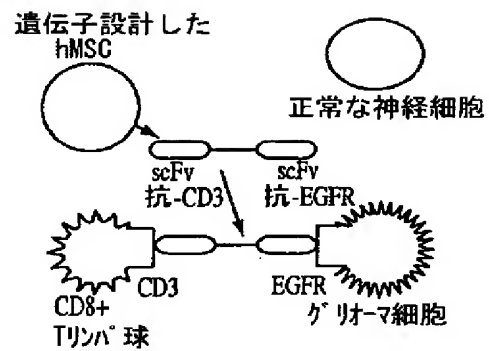 遺伝子設計した
hMSC
正常な神経細胞
scFv
抗-CD3
scFv
抗-EGFR
CD3
EGFR
CD8+
Tリンパ球
グリオーマ細胞